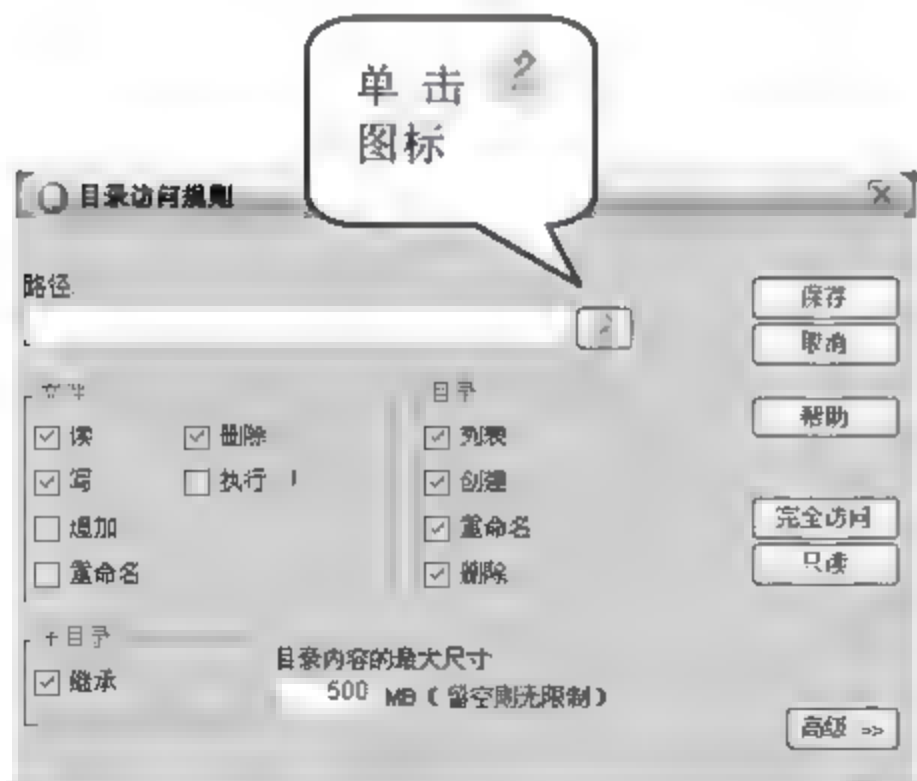 单击
图标
目录访问规则
路径:
保存
取消
帮助
文件
读
删除
写
执行
追加
重命名
目录
列表
创建
重命名
删除
完全访问
只读
子目录
继承
目录内容的最大尺寸
500 MB（留空则无限制）
高级 >>